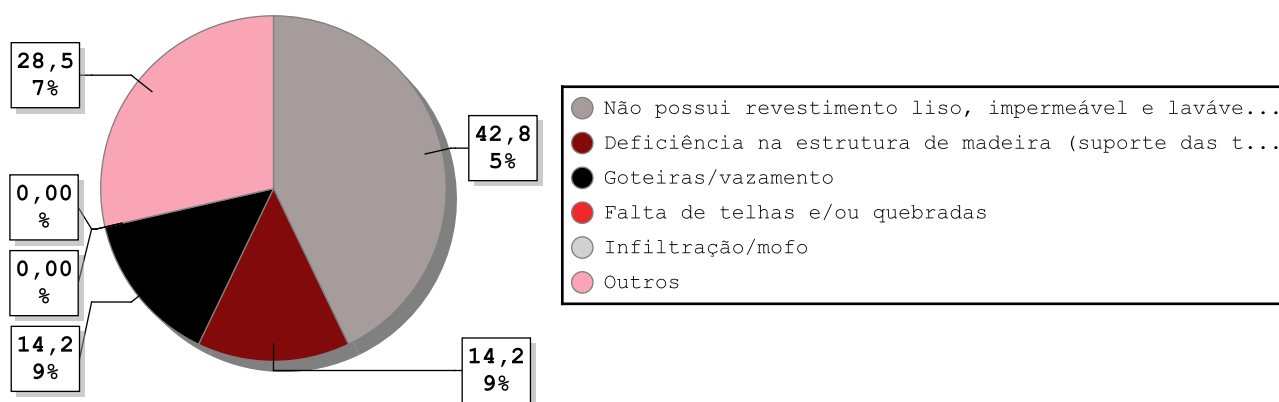 28,5
7%
0,00
%
0,00
%
14,2
9%
42,8
5%
14,2
9%
Não possui revestimento liso, impermeável e laváve...
Deficiência na estrutura de madeira (suporte das t...
Goteiras/vazamento
Falta de telhas e/ou quebradas
Infiltração/mofo
Outros